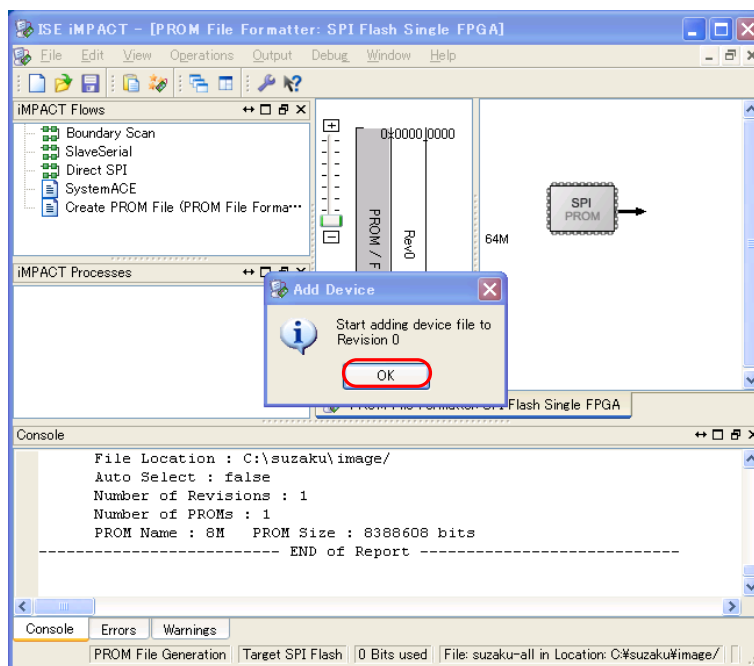 ISE iMPACT - [PROM File Formatter: SPI Flash Single FPGA]
File Edit View Operations Output Debug Window Help
iMPACT Flows
Boundary Scan
SlaveSerial
Direct SPI
SystemACE
Create PROM File (PROM File Forma...
iMPACT Processes
0x0000 0000
PROM / F
Rev0
64M
SPI
PROM
Add Device
Start adding device file to
Revision 0
OK
PROM File Formatter: SPI Flash Single FPGA
Console
File Location : C:\suzaku\image/
Auto Select : false
Number of Revisions : 1
Number of PROMs : 1
PROM Name : 8M PROM Size : 8388608 bits
---------------------------- END of Report ------------------------------
Console Errors Warnings
PROM File Generation Target SPI Flash 0 Bits used File: suzaku-all in Location: C:¥suzaku¥image/